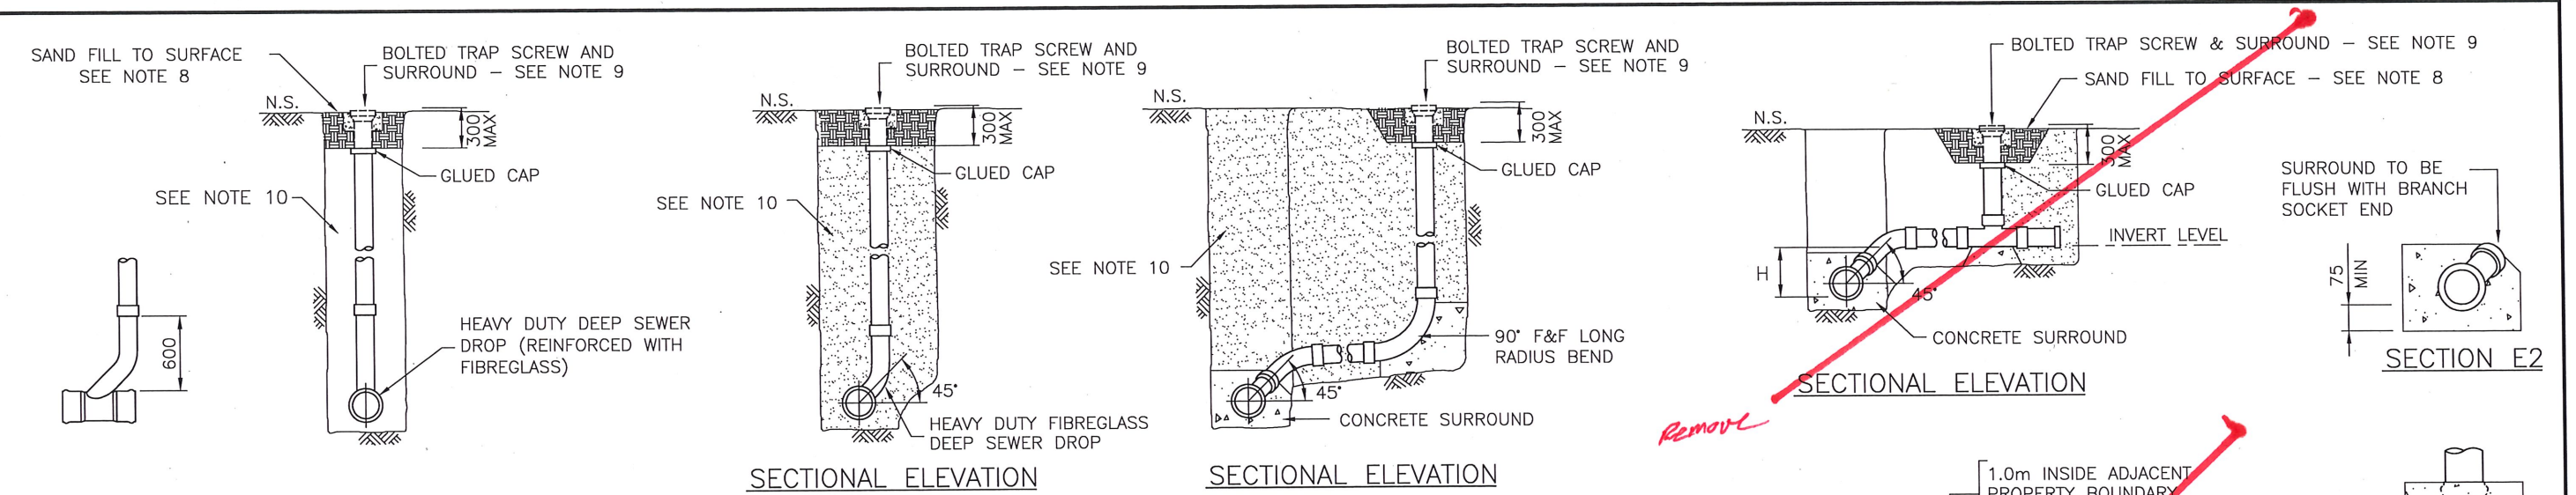 SAND FILL TO SURFACE
SEE NOTE 8
BOLTED TRAP SCREW AND
SURROUND – SEE NOTE 9
N.S.
300
MAX
GLUED CAP
SEE NOTE 10
600
HEAVY DUTY DEEP SEWER
DROP (REINFORCED WITH
FIBREGLASS)
BOLTED TRAP SCREW AND
SURROUND – SEE NOTE 9
N.S.
300
MAX
GLUED CAP
SEE NOTE 10
45°
HEAVY DUTY FIBREGLASS
DEEP SEWER DROP
SECTIONAL ELEVATION
BOLTED TRAP SCREW AND
SURROUND – SEE NOTE 9
N.S.
300
MAX
GLUED CAP
SEE NOTE 10
90° F&F LONG
RADIUS BEND
45°
CONCRETE SURROUND
SECTIONAL ELEVATION
BOLTED TRAP SCREW & SURROUND – SEE NOTE 9
SAND FILL TO SURFACE – SEE NOTE 8
N.S.
300
MAX
GLUED CAP
INVERT LEVEL
H
45°
CONCRETE SURROUND
SECTIONAL ELEVATION
Remove
SURROUND TO BE
FLUSH WITH BRANCH
SOCKET END
75
MIN
SECTION E2
1.0m INSIDE ADJACENT
PROPERTY BOUNDARY